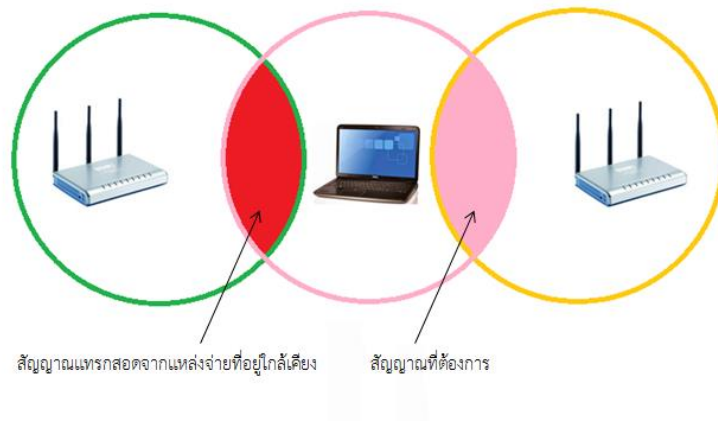 สัญญาณแทรกสอดจากแหล่งจ่ายที่อยู่ใกล้เคียง
สัญญาณที่ต้องการ